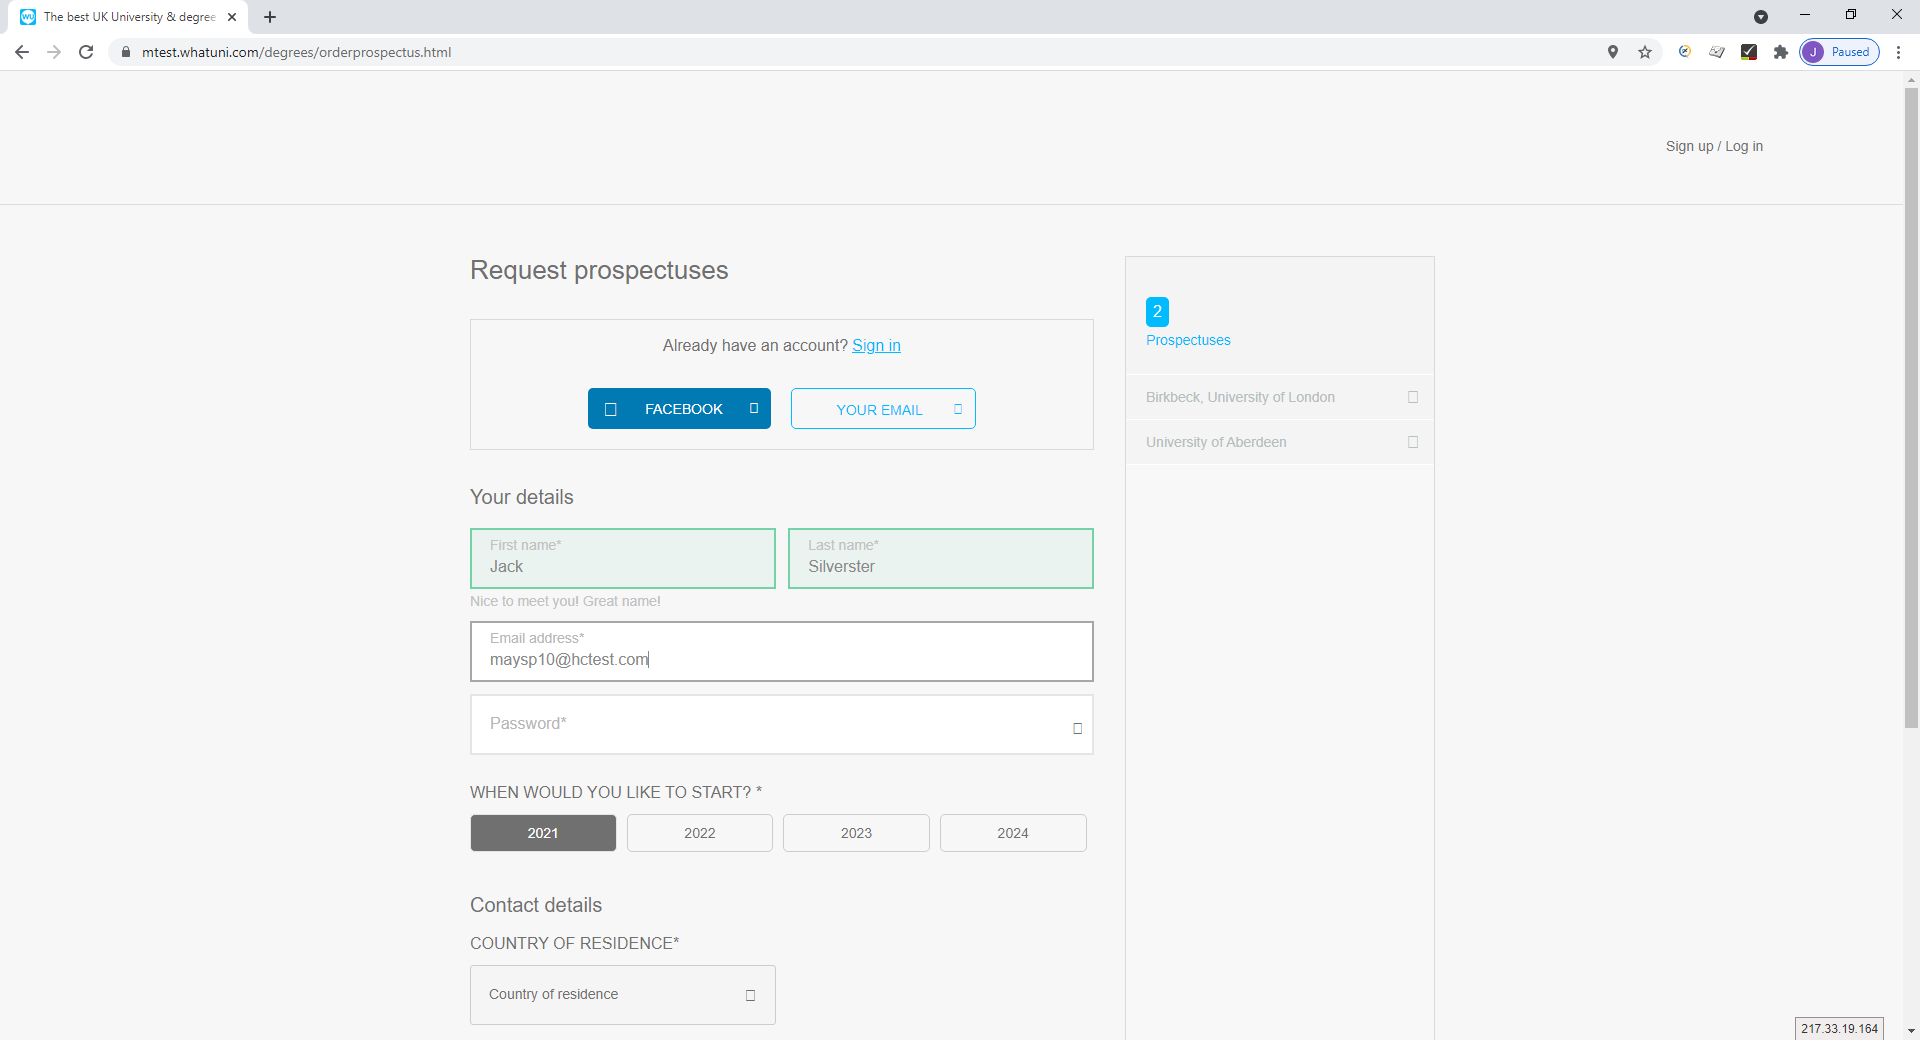 The best UK University & degree
mtest.whatuni.com/degrees/orderprospectus.html
J Paused
Sign up / Log in
Request prospectuses
Already have an account? Sign in
FACEBOOK
YOUR EMAIL
2
Prospectuses
Birkbeck, University of London
University of Aberdeen
Your details
First name*
Jack
Last name*
Silverster
Nice to meet you! Great name!
Email address*
maysp10@hctest.com
Password*
WHEN WOULD YOU LIKE TO START? *
2021 2022 2023 2024
Contact details
COUNTRY OF RESIDENCE*
Country of residence
217.33.19.164